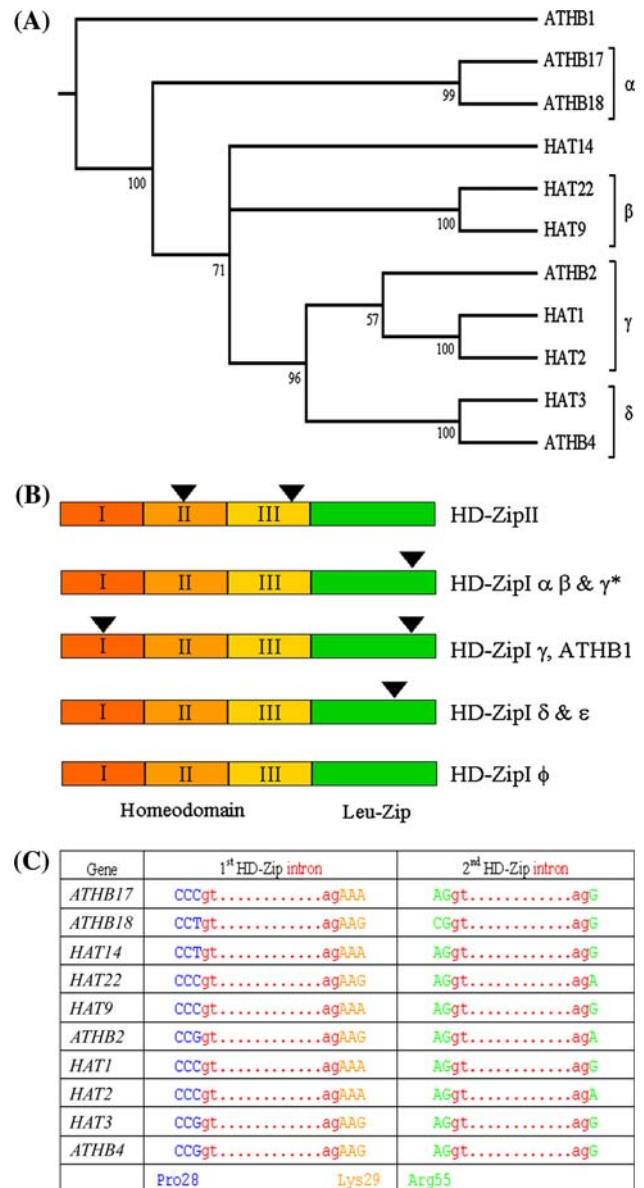 (A)
ATHB1
ATHB17
ATHB18
α
99
HAT14
100
HAT22
HAT9
β
100
71
ATHB2
HAT1
HAT2
γ
57
100
96
HAT3
ATHB4
δ
100
(B)
I II III HD-ZipII
I II III HD-ZipI α β & γ*
I II III HD-ZipI γ, ATHB1
I II III HD-ZipI δ & ε
I II III HD-ZipI ϕ
Homeodomain Leu-Zip
(C)
Gene 1st HD-Zip intron 2nd HD-Zip intron
ATHB17 CCCgt............agAAA AGgt............agG
ATHB18 CCTgt............agAAG CGgt............agG
HAT14 CCTgt............agAAA AGgt............agG
HAT22 CCCgt............agAAG AGgt............agA
HAT9 CCCgt............agAAA AGgt............agG
ATHB2 CCGgt............agAAG AGgt............agA
HAT1 CCCgt............agAAA AGgt............agG
HAT2 CCCgt............agAAA AGgt............agA
HAT3 CCGgt............agAAG AGgt............agG
ATHB4 CCGgt............agAAG AGgt............agG
Pro28 Lys29 Arg55